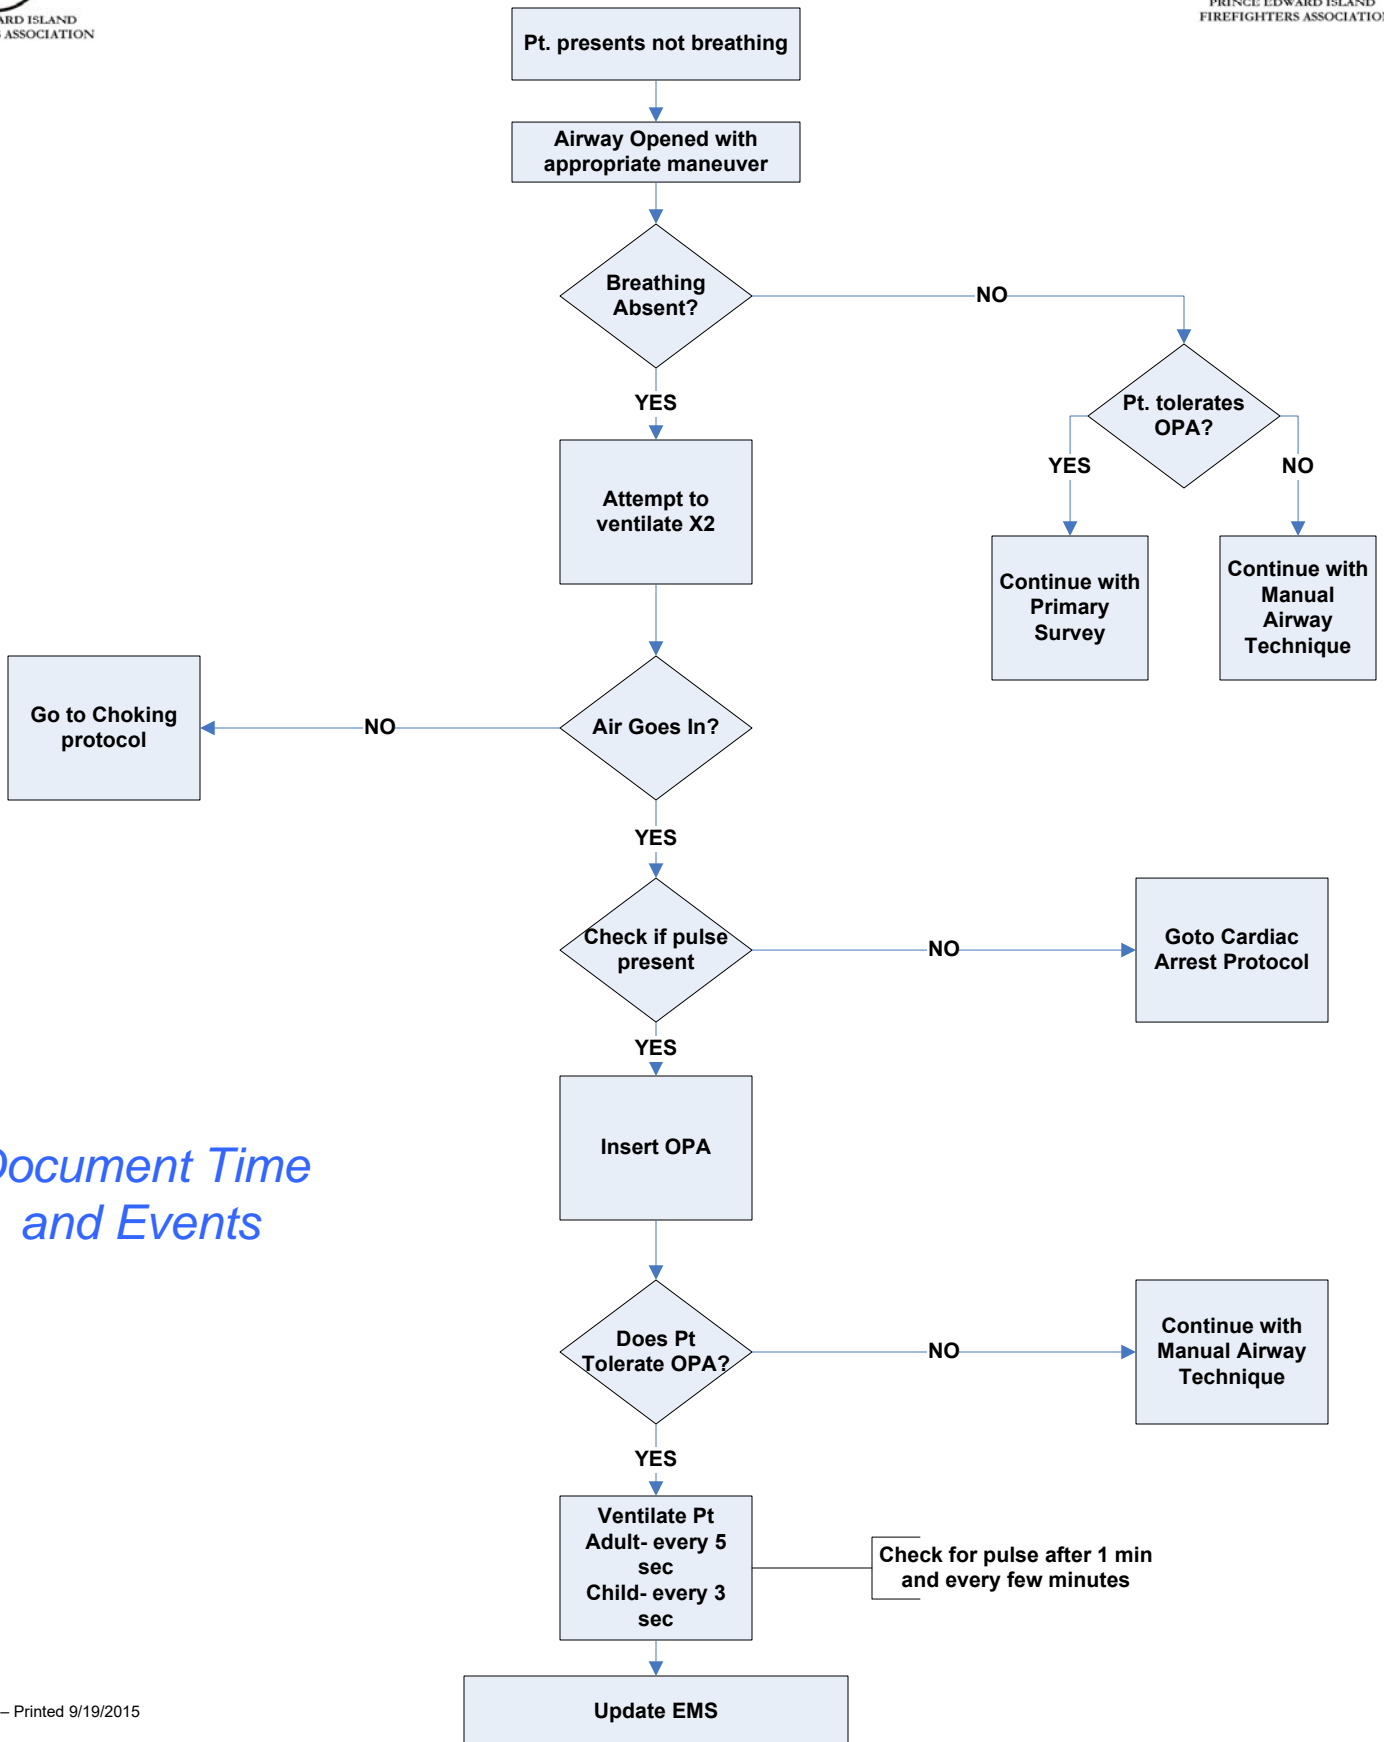 ISLAND
ASSOCIATION
PRINCE EDWARD ISLAND
FIREFIGHTERS ASSOCIATION
Pt. presents not breathing
Airway Opened with
appropriate maneuver
Breathing
Absent?
NO
YES
Pt. tolerates
OPA?
YES
NO
Attempt to
ventilate X2
Continue with
Primary
Survey
Continue with
Manual
Airway
Technique
Go to Choking
protocol
NO
Air Goes In?
YES
Check if pulse
present
NO
Goto Cardiac
Arrest Protocol
YES
Insert OPA
Document Time
and Events
Does Pt
Tolerate OPA?
NO
Continue with
Manual Airway
Technique
YES
Ventilate Pt
Adult- every 5
sec
Child- every 3
sec
Check for pulse after 1 min
and every few minutes
Update EMS
– Printed 9/19/2015